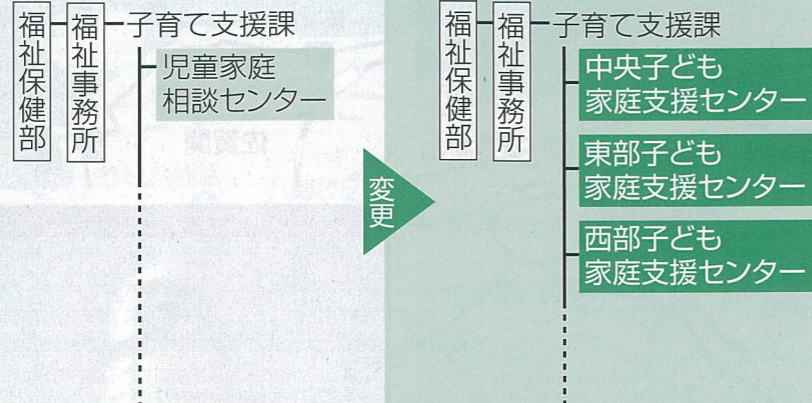 福祉保健部
福祉事務所
子育て支援課
児童家庭
相談センター
変更
福祉保健部
福祉事務所
子育て支援課
中央子ども
家庭支援センター
東部子ども
家庭支援センター
西部子ども
家庭支援センター